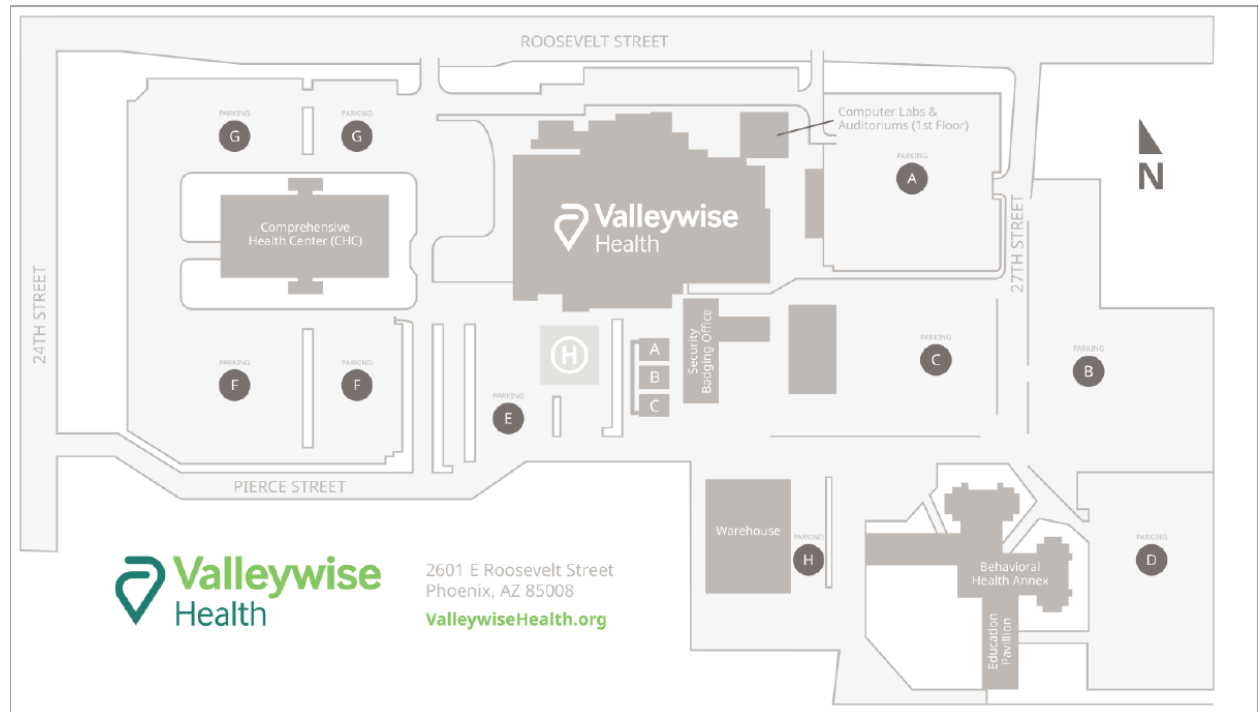 ROOSEVELT STREET
Computer Labs &
Auditoriums (1st Floor)
PARKING
G
PARKING
G
PARKING
A
N
Valleywise
Health
Comprehensive
Health Center (CHC)
24TH STREET
27TH STREET
Security
Badging Office
H
A
B
C
PARKING
F
PARKING
F
PARKING
E
PARKING
C
PARKING
B
PIERCE STREET
Warehouse
PARKING
H
Behavioral
Health Annex
PARKING
D
Education
Pavillion
Valleywise
Health
2601 E Roosevelt Street
Phoenix, AZ 85008
ValleywiseHealth.org